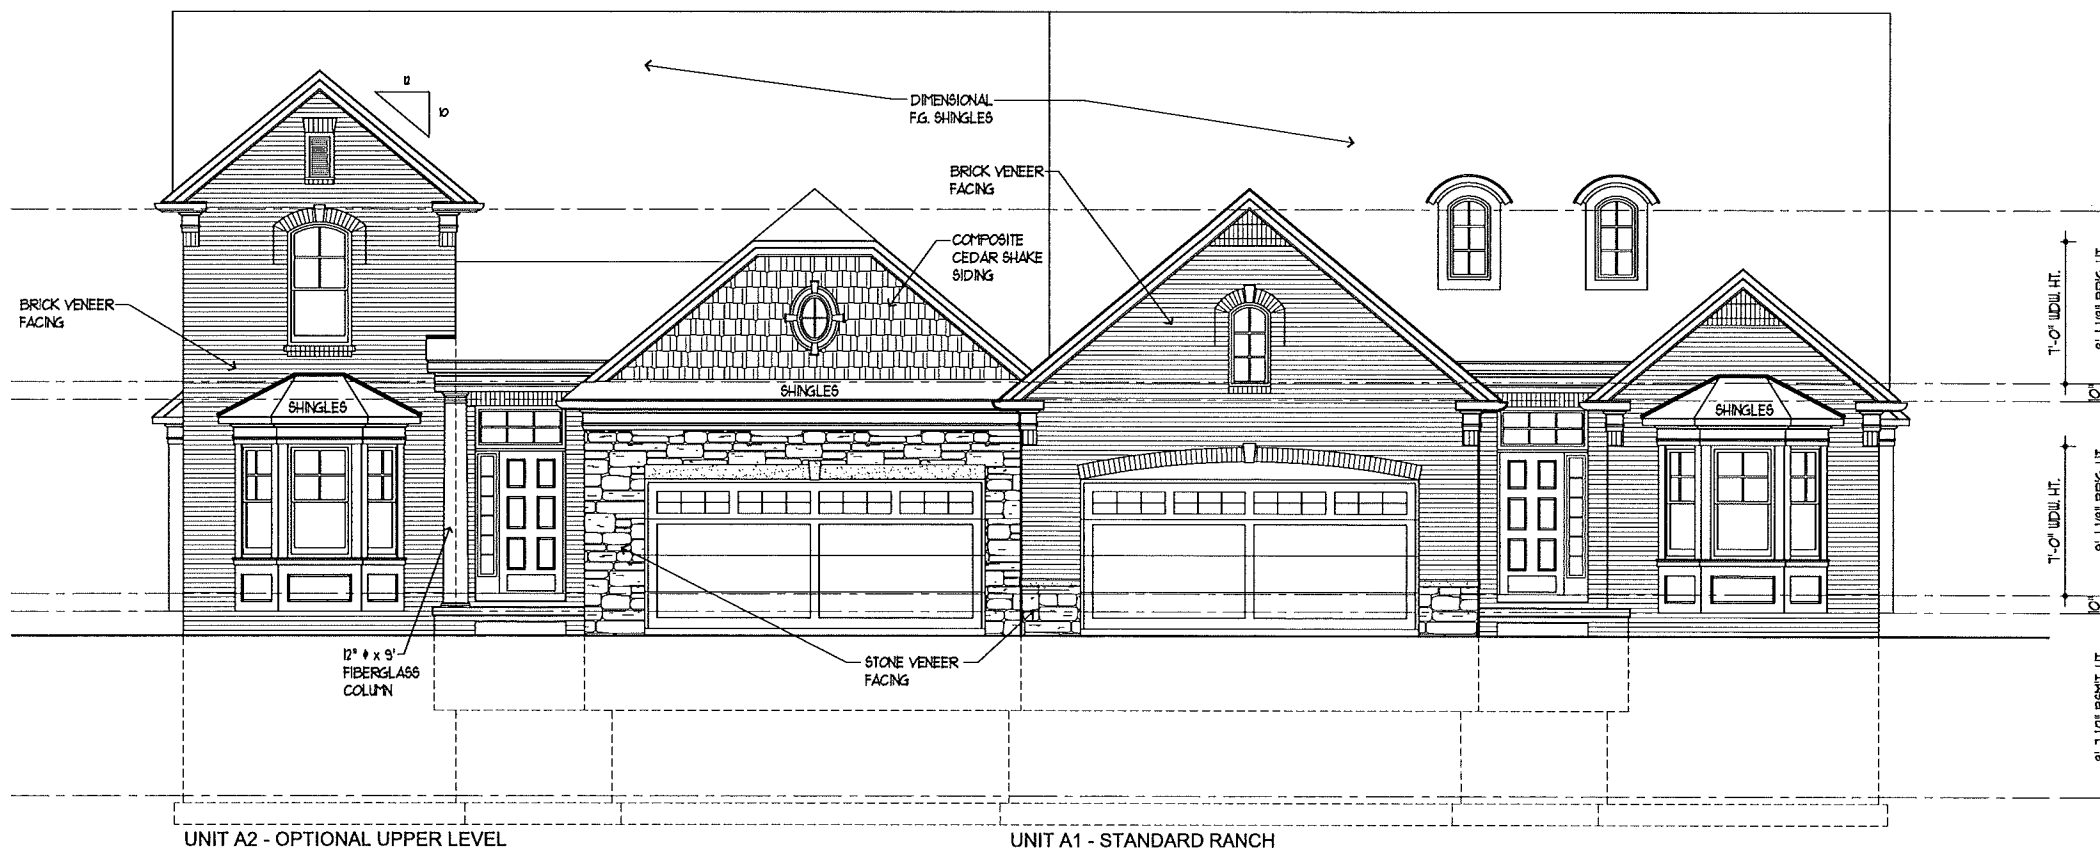 12
10
DIMENSIONAL
F.G. SHINGLES
BRICK VENEER
FACING
COMPOSITE
CEDAR SHAKE
SIDING
BRICK VENEER
FACING
SHINGLES
SHINGLES
SHINGLES
7'-0" WDW. HT.
10"
7'-0" WDW. HT.
10"
12" ϕ x 9'
FIBERGLASS
COLUMN
STONE VENEER
FACING
UNIT A2 - OPTIONAL UPPER LEVEL
UNIT A1 - STANDARD RANCH